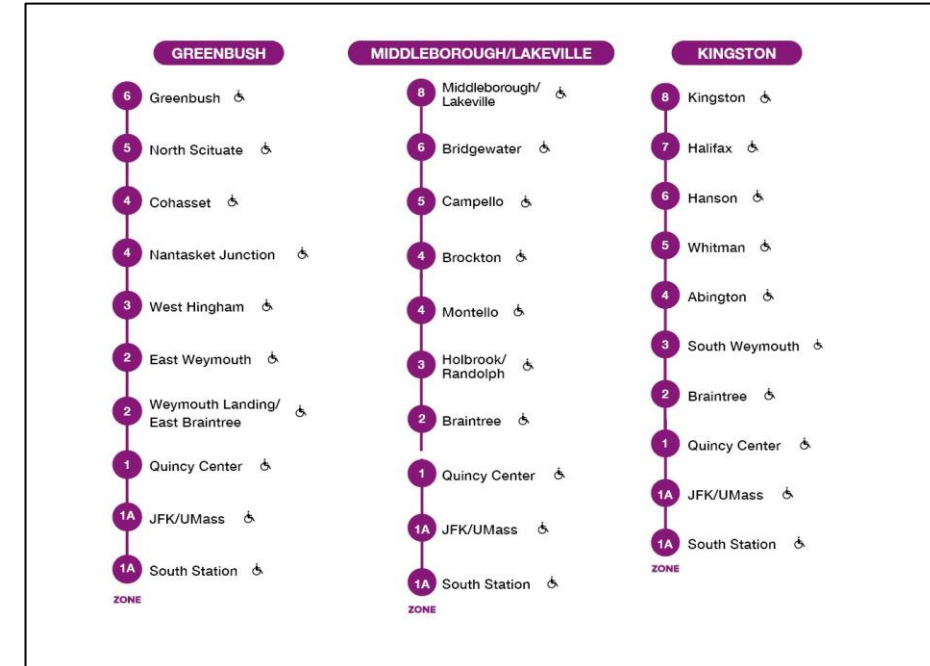 GREENBUSH
6 Greenbush
5 North Scituate
4 Cohasset
4 Nantasket Junction
3 West Hingham
2 East Weymouth
2 Weymouth Landing/
East Braintree
1 Quincy Center
1A JFK/UMass
1A South Station
ZONE
MIDDLEBOROUGH/LAKEVILLE
8 Middleborough/
Lakeville
6 Bridgewater
5 Campello
4 Brockton
4 Montello
3 Holbrook/
Randolph
2 Braintree
1 Quincy Center
1A JFK/UMass
1A South Station
ZONE
KINGSTON
8 Kingston
7 Halifax
6 Hanson
5 Whitman
4 Abington
3 South Weymouth
2 Braintree
1 Quincy Center
1A JFK/UMass
1A South Station
ZONE